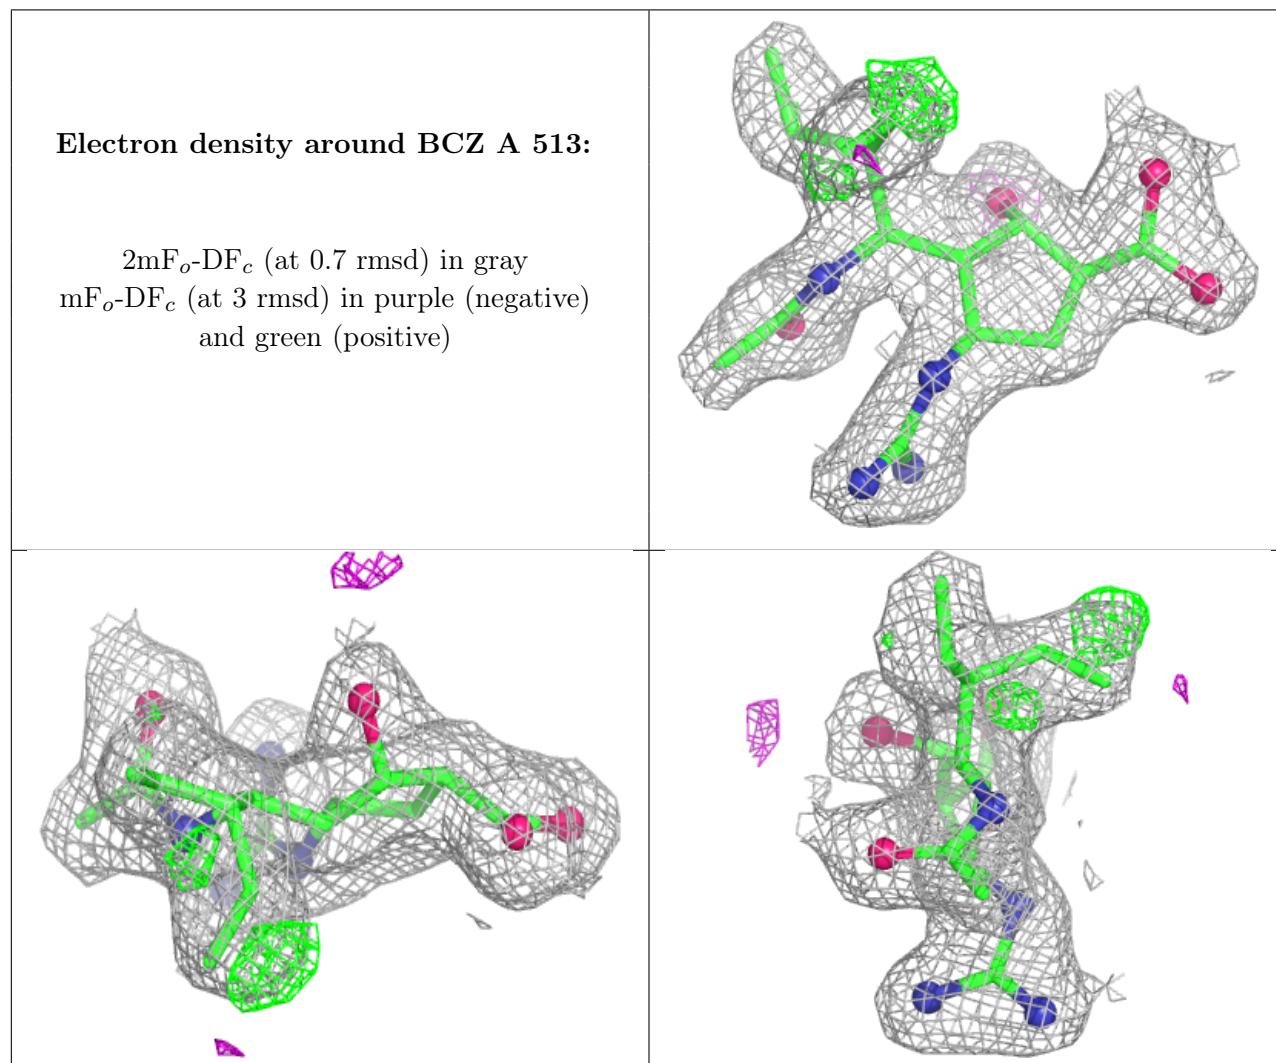 Electron density around BCZ A 513:
2mFo-DFc (at 0.7 rmsd) in gray
mFo-DFc (at 3 rmsd) in purple (negative)
and green (positive)